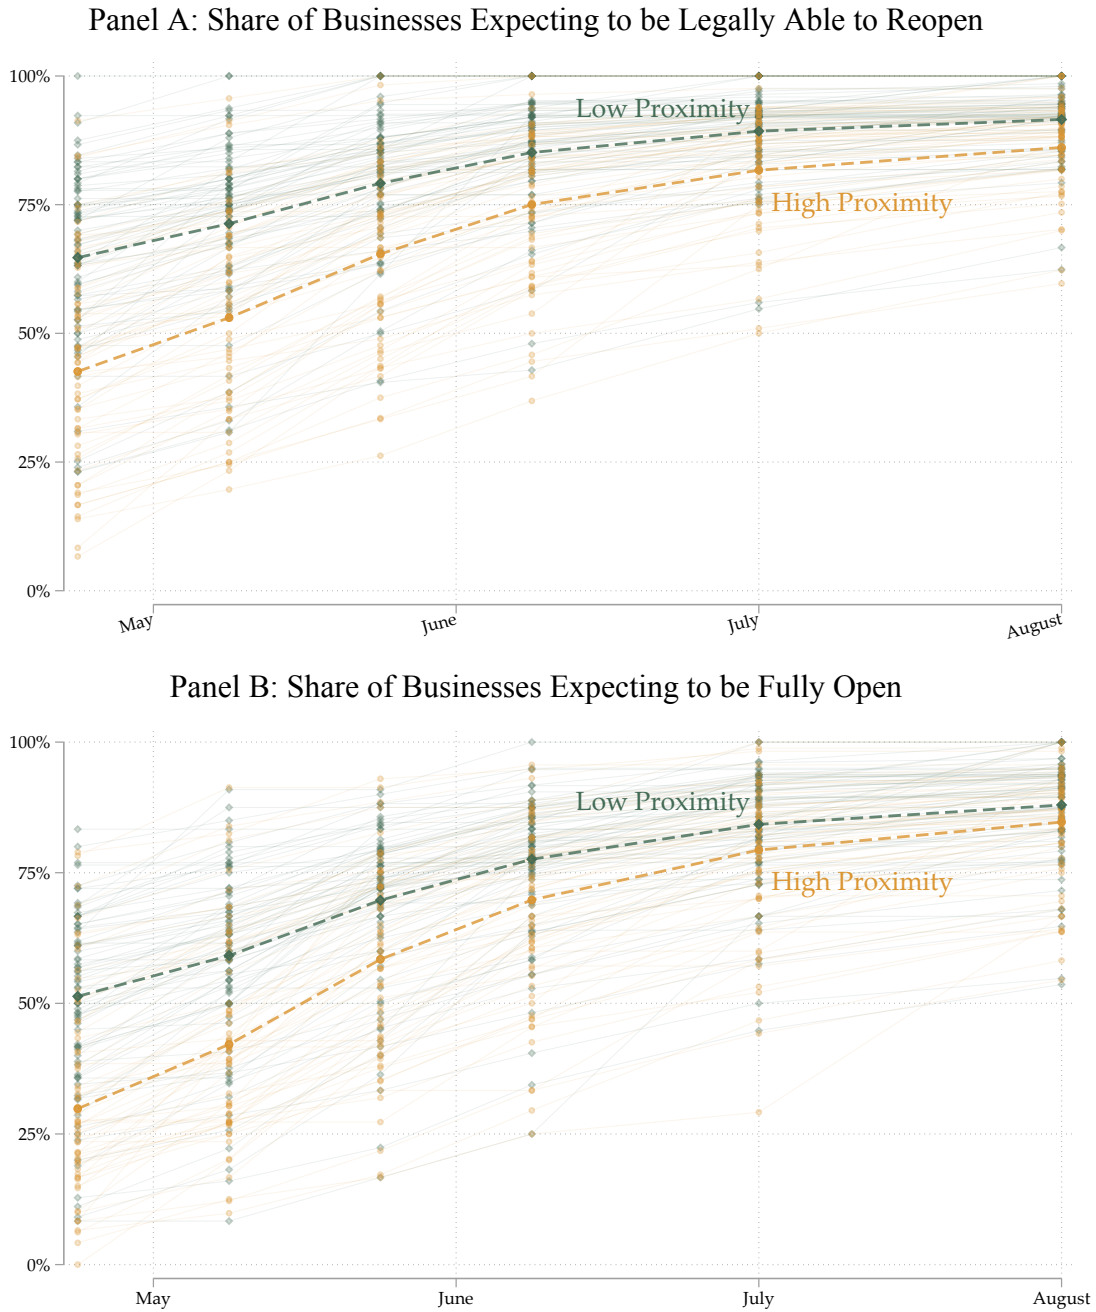 Panel A: Share of Businesses Expecting to be Legally Able to Reopen
100%
Low Proximity
75%
High Proximity
50%
25%
0%
May
June
July
August
Panel B: Share of Businesses Expecting to be Fully Open
100%
Low Proximity
75%
High Proximity
50%
25%
0%
May
June
July
August